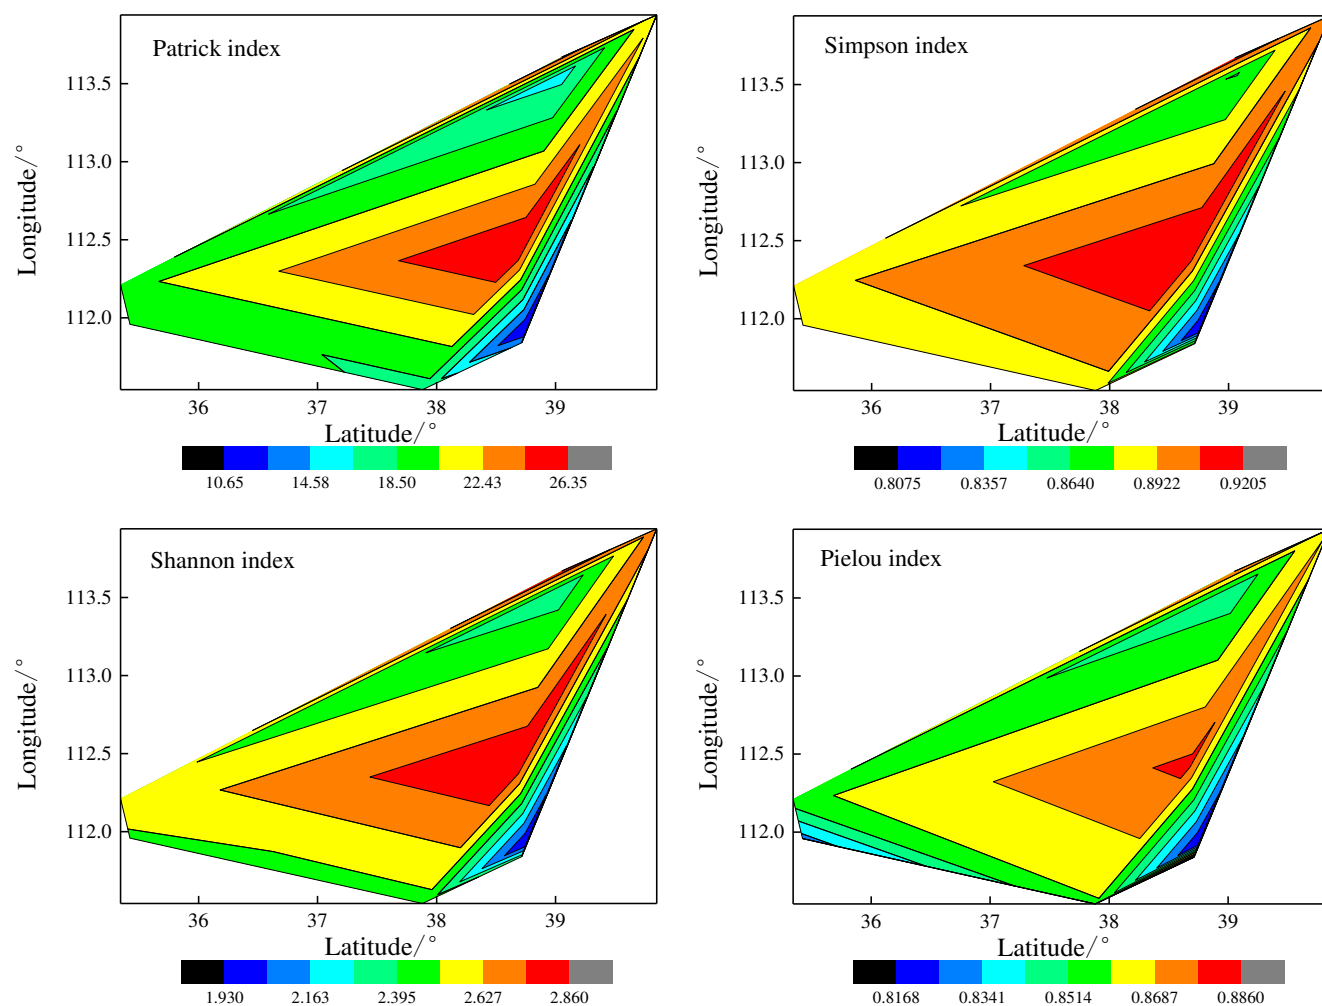 Patrick index
Longitude/°
113.5
113.0
112.5
112.0
36 37 38 39
Latitude/°
10.65 14.58 18.50 22.43 26.35
Simpson index
Longitude/°
113.5
113.0
112.5
112.0
36 37 38 39
Latitude/°
0.8075 0.8357 0.8640 0.8922 0.9205
Shannon index
Longitude/°
113.5
113.0
112.5
112.0
36 37 38 39
Latitude/°
1.930 2.163 2.395 2.627 2.860
Pielou index
Longitude/°
113.5
113.0
112.5
112.0
36 37 38 39
Latitude/°
0.8168 0.8341 0.8514 0.8687 0.8860